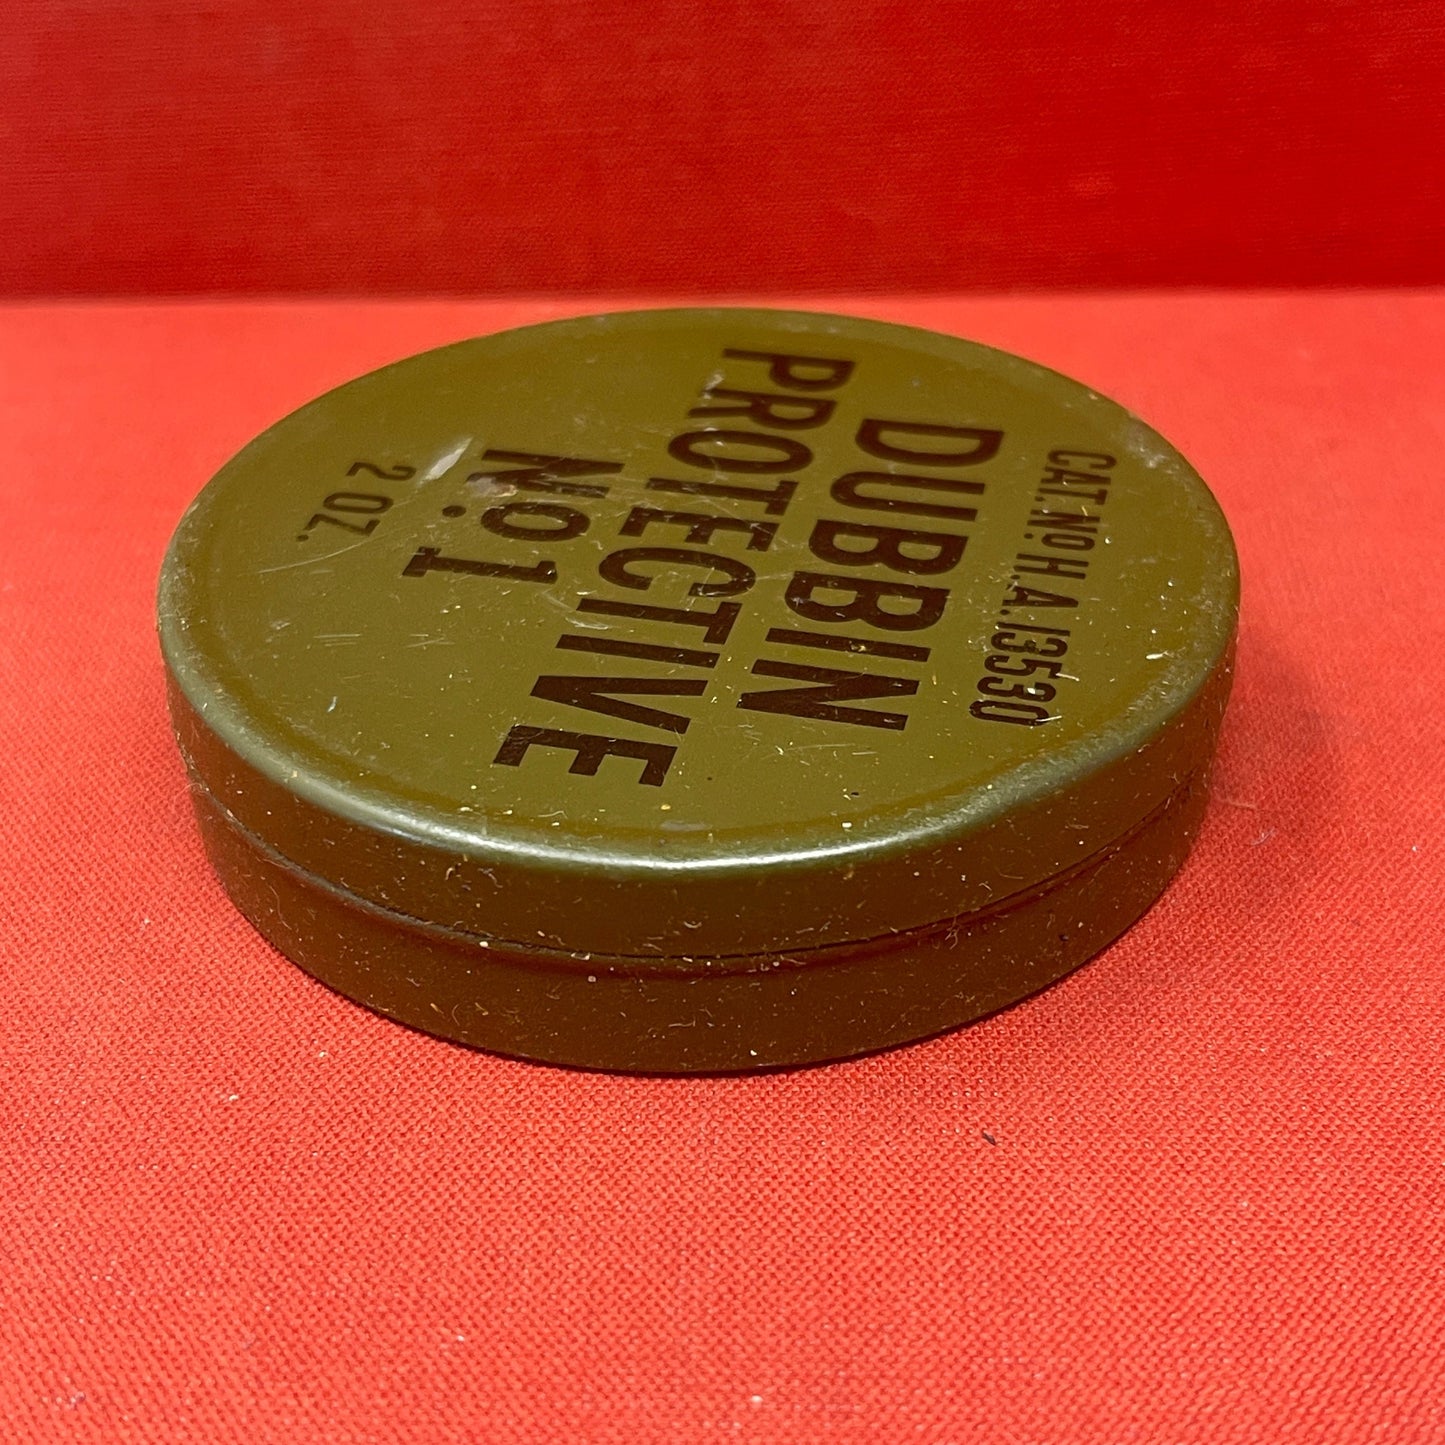 CAT. No. H.A. 13530
DUBBIN
PROTECTIVE
No. 1
2 OZ.